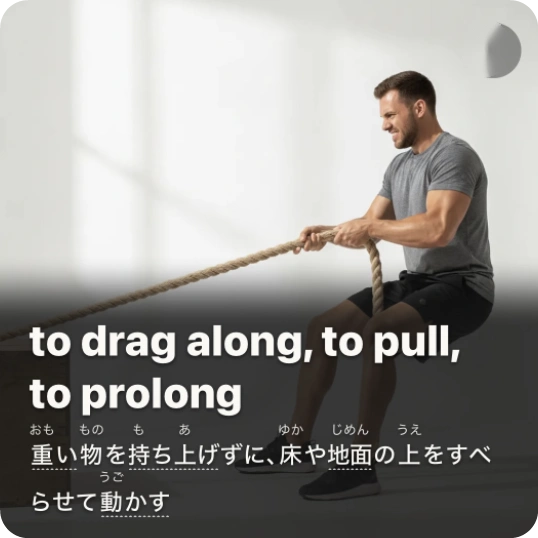 to drag along, to pull,
to prolong
おも もの も あ ゆか じめん うえ
重い物を持ち上げずに、床や地面の上をすべ
うご
らせて動かす